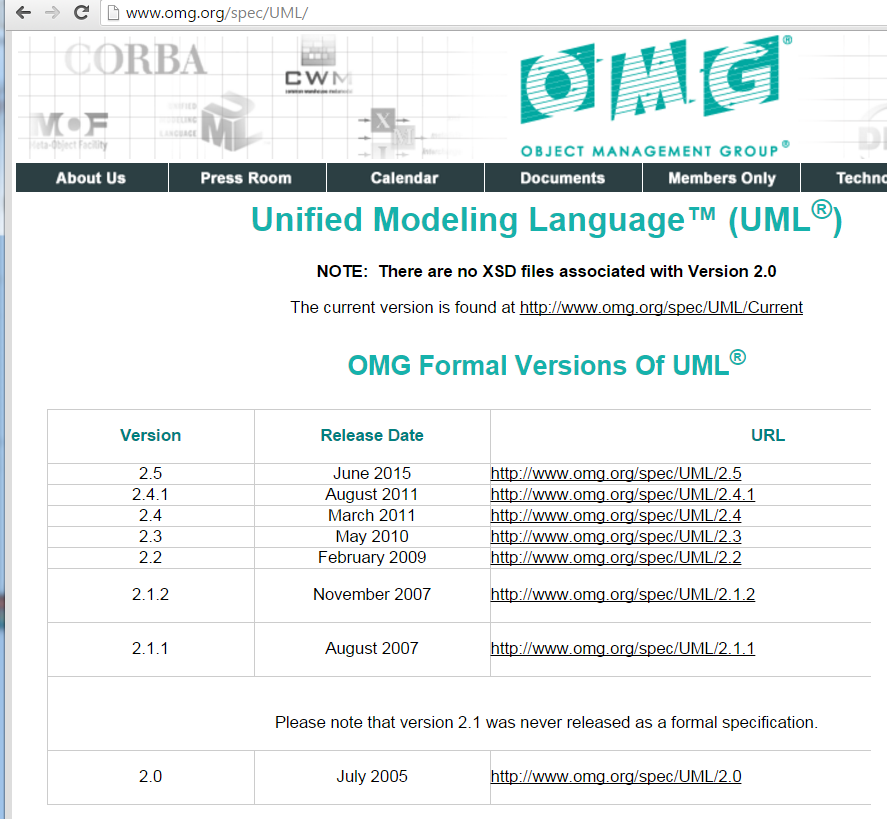 www.omg.org/spec/UML/
CORBA
CWM
OMG®
MOF
Meta-Object Facility
UNIFIED
MODELING
LANGUAGE
OBJECT MANAGEMENT GROUP®
About Us Press Room Calendar Documents Members Only
Unified Modeling Language™ (UML®)
NOTE: There are no XSD files associated with Version 2.0
The current version is found at http://www.omg.org/spec/UML/Current
OMG Formal Versions Of UML®
Version Release Date URL
2.5 June 2015 http://www.omg.org/spec/UML/2.5
2.4.1 August 2011 http://www.omg.org/spec/UML/2.4.1
2.4 March 2011 http://www.omg.org/spec/UML/2.4
2.3 May 2010 http://www.omg.org/spec/UML/2.3
2.2 February 2009 http://www.omg.org/spec/UML/2.2
2.1.2 November 2007 http://www.omg.org/spec/UML/2.1.2
2.1.1 August 2007 http://www.omg.org/spec/UML/2.1.1
Please note that version 2.1 was never released as a formal specification.
2.0 July 2005 http://www.omg.org/spec/UML/2.0